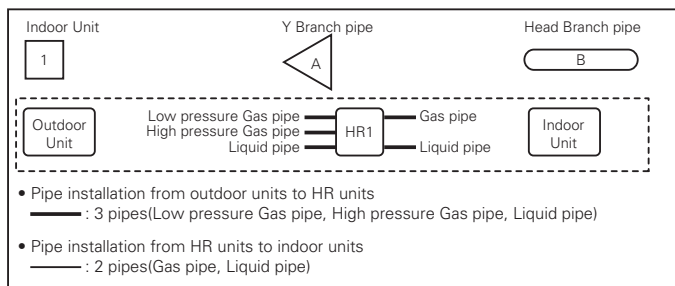 Indoor Unit Y Branch pipe Head Branch pipe
1 A B
Outdoor Unit
Low pressure Gas pipe
High pressure Gas pipe
Liquid pipe
HR1
Gas pipe
Liquid pipe
Indoor Unit
• Pipe installation from outdoor units to HR units
: 3 pipes(Low pressure Gas pipe, High pressure Gas pipe, Liquid pipe)
• Pipe installation from HR units to indoor units
: 2 pipes(Gas pipe, Liquid pipe)